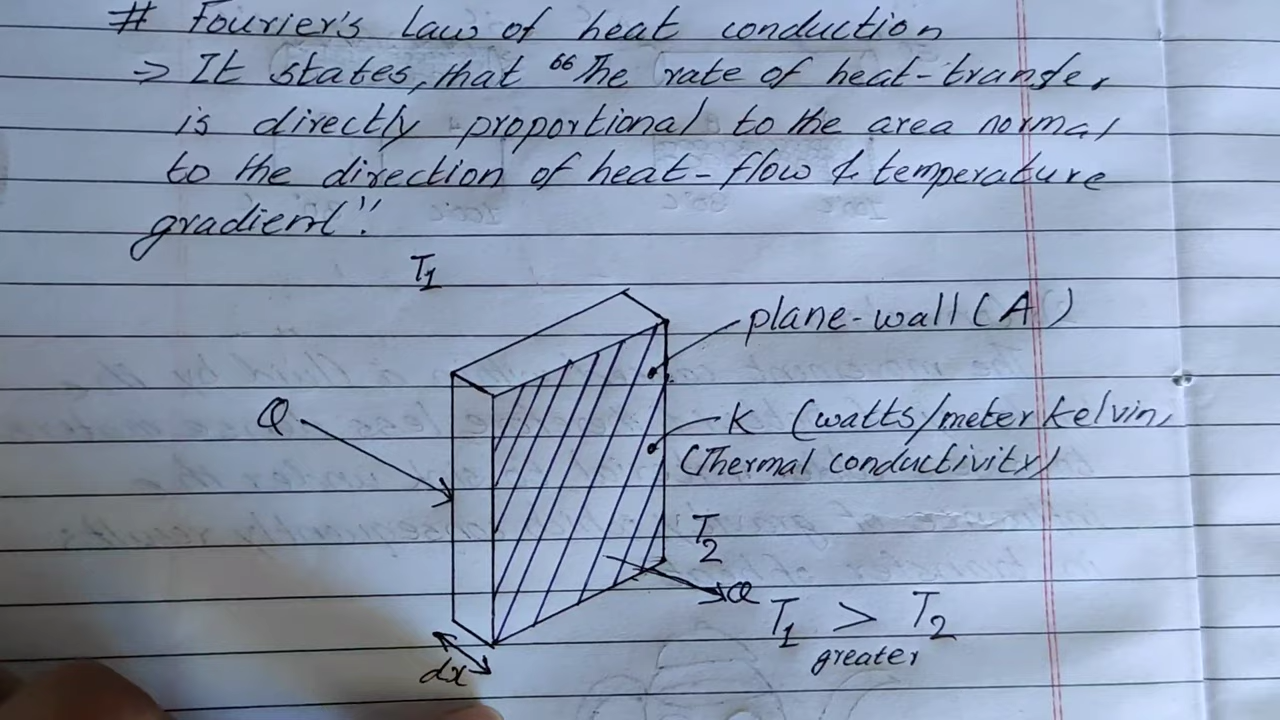 # Fourier's Law of heat conduction
→ It states, that "The rate of heat-transfer
is directly proportional to the area normal
to the direction of heat-flow & temperature
gradient".
T1
plane-wall (A)
Q
K (watts/meter kelvin)
(Thermal conductivity)
T2
Q
T1 > T2
greater
dx